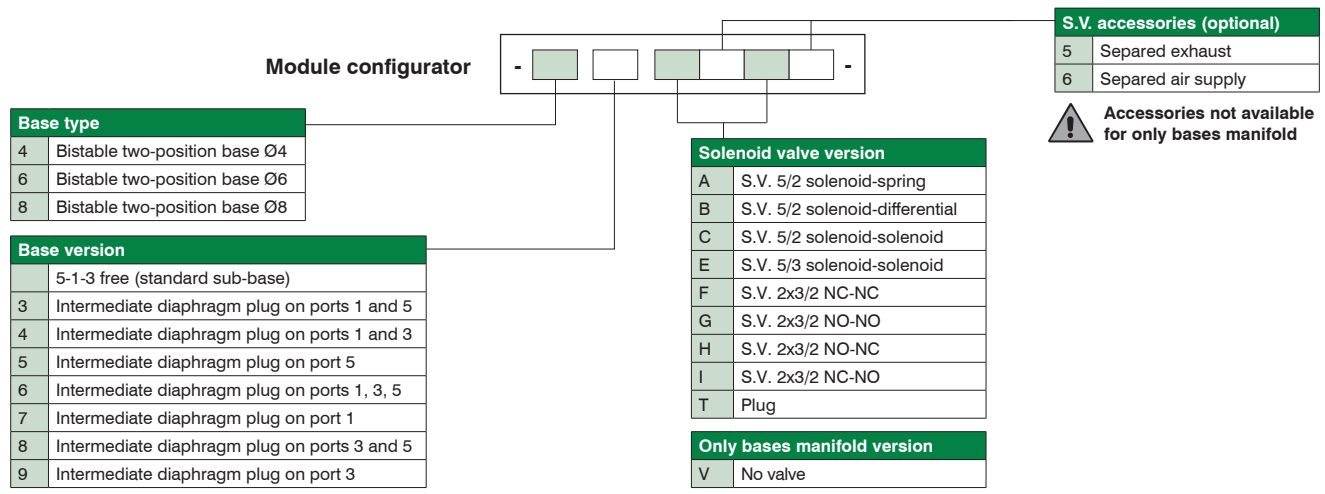 Module configurator
-
-
S.V. accessories (optional)
5 Separed exhaust
6 Separed air supply
Accessories not available
for only bases manifold
Base type
4 Bistable two-position base Ø4
6 Bistable two-position base Ø6
8 Bistable two-position base Ø8
Base version
5-1-3 free (standard sub-base)
3 Intermediate diaphragm plug on ports 1 and 5
4 Intermediate diaphragm plug on ports 1 and 3
5 Intermediate diaphragm plug on port 5
6 Intermediate diaphragm plug on ports 1, 3, 5
7 Intermediate diaphragm plug on port 1
8 Intermediate diaphragm plug on ports 3 and 5
9 Intermediate diaphragm plug on port 3
Solenoid valve version
A S.V. 5/2 solenoid-spring
B S.V. 5/2 solenoid-differential
C S.V. 5/2 solenoid-solenoid
E S.V. 5/3 solenoid-solenoid
F S.V. 2x3/2 NC-NC
G S.V. 2x3/2 NO-NO
H S.V. 2x3/2 NO-NC
I S.V. 2x3/2 NC-NO
T Plug
Only bases manifold version
V No valve